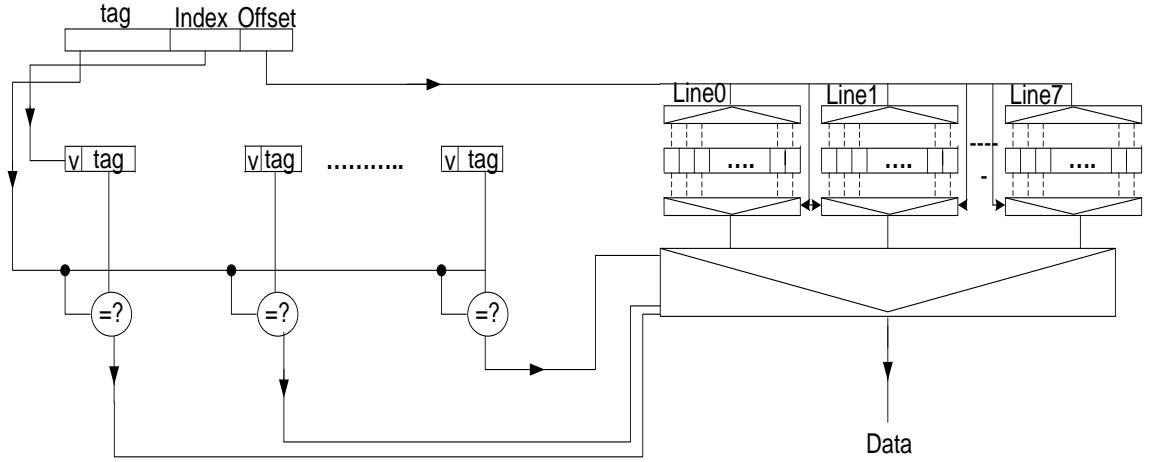 tag Index Offset
Line0 Line1 Line7
v tag v tag ........... v tag
.... .... ----- ....
=? =? =?
Data